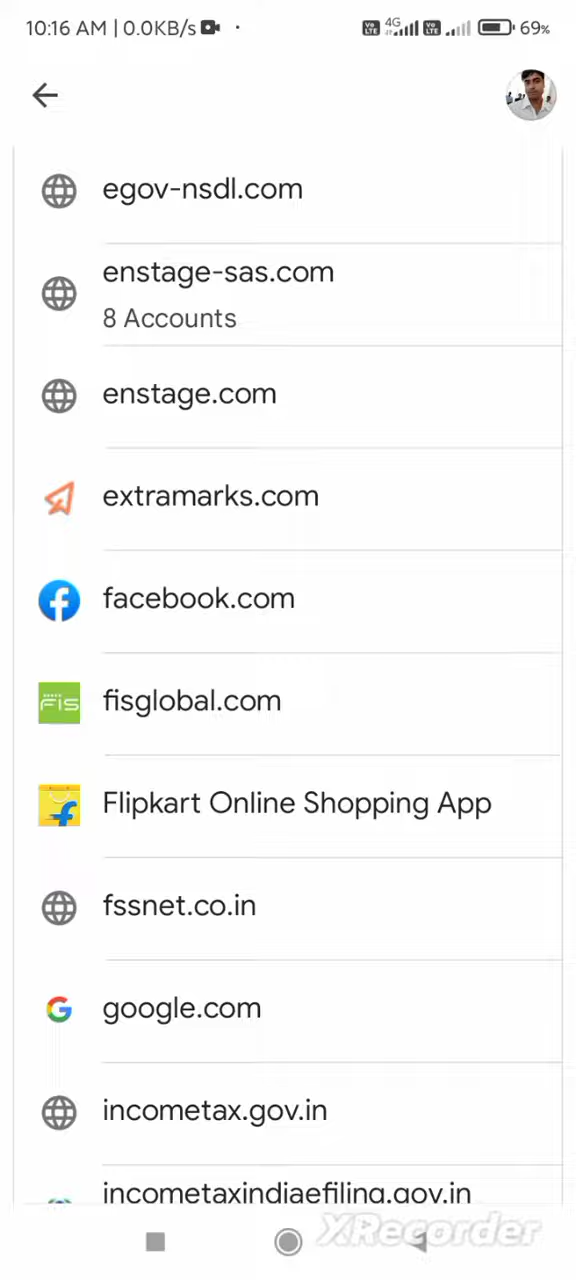 10:16 AM | 0.0KB/s
4G
69%
egov-nsdl.com
enstage-sas.com
8 Accounts
enstage.com
extramarks.com
facebook.com
FIS
fisglobal.com
Flipkart Online Shopping App
fssnet.co.in
google.com
incometax.gov.in
incometaxindiaefiling.gov.in
XRecorder